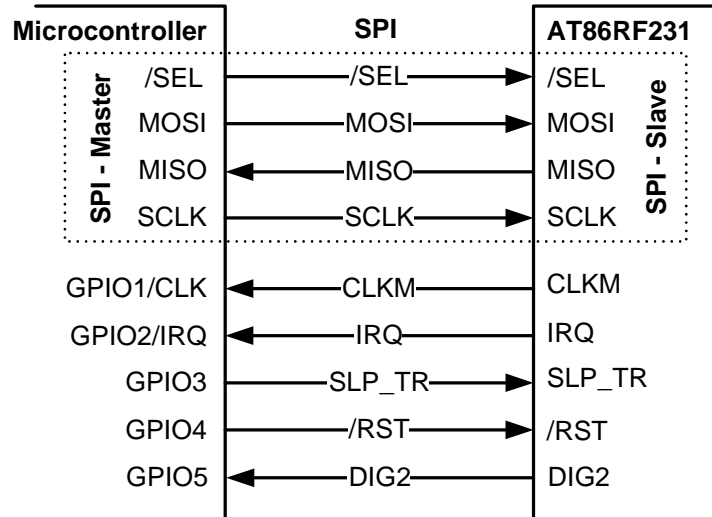 Microcontroller SPI AT86RF231
/SEL /SEL /SEL
MOSI MOSI MOSI
MISO MISO MISO
SCLK SCLK SCLK
SPI - Master
SPI - Slave
GPIO1/CLK CLKM CLKM
GPIO2/IRQ IRQ IRQ
GPIO3 SLP_TR SLP_TR
GPIO4 /RST /RST
GPIO5 DIG2 DIG2